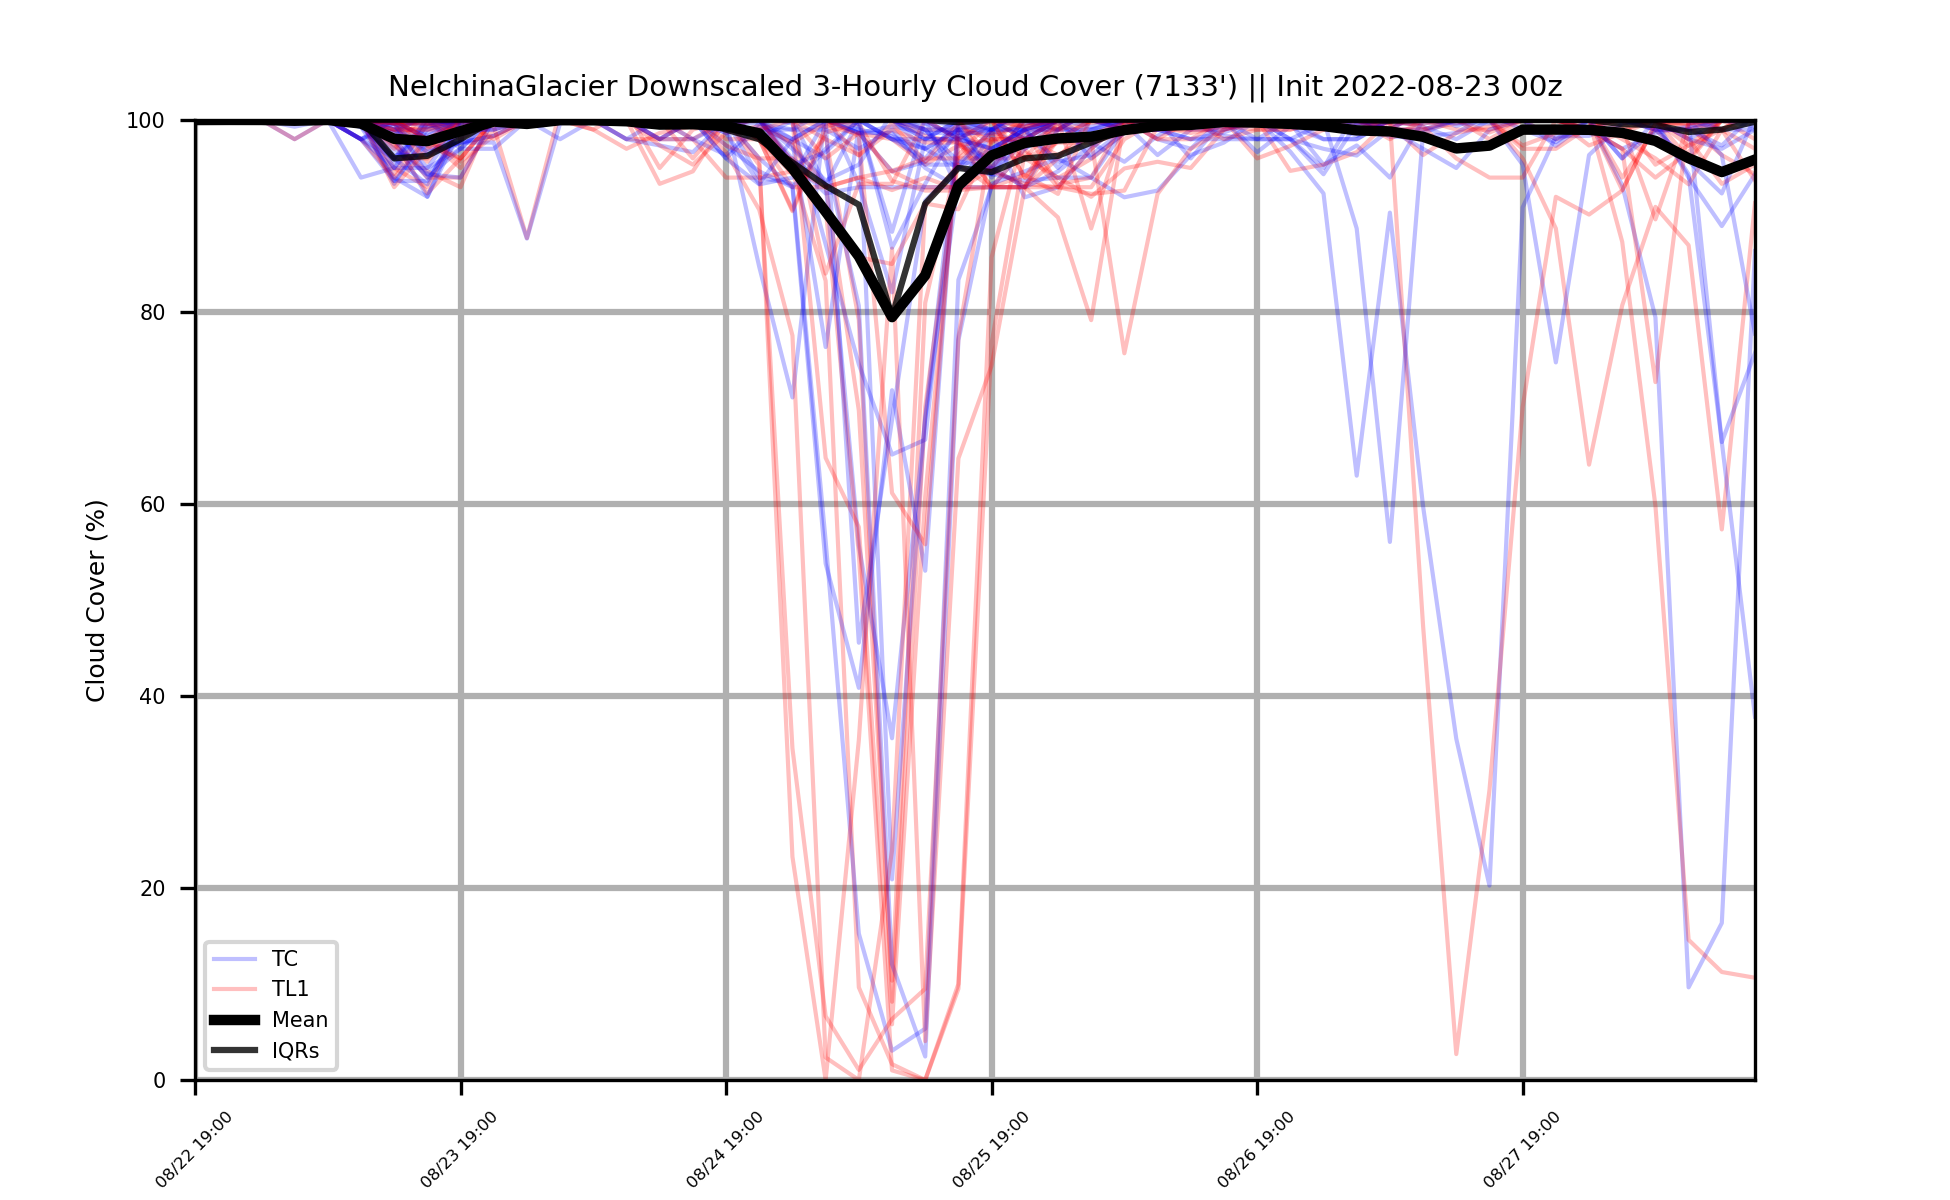 NelchinaGlacier Downscaled 3-Hourly Cloud Cover (7133') || Init 2022-08-23 00z
Cloud Cover (%)
100
80
60
40
20
0
TC
TL1
Mean
IQRs
08/22 19:00
08/23 19:00
08/24 19:00
08/25 19:00
08/26 19:00
08/27 19:00